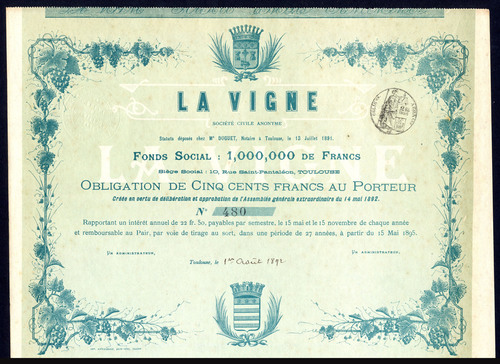 LA VIGNE
SOCIÉTÉ CIVILE ANONYME
Statuts déposés chez Me DOUQUET, Notaire à Toulouse, le 15 Juillet 1891.
FONDS SOCIAL : 1,000,000 DE FRANCS
Siège Social : 10, Rue Saint-Pantaléon, TOULOUSE
OBLIGATION DE CINQ CENTS FRANCS AU PORTEUR
Créée en vertu de délibération et approbation de l'Assemblée générale extraordinaire du 14 mai 1892.
No 480
Rapportant un intérêt annuel de 22 fr. 50, payables par semestre, le 15 mai et le 15 novembre de chaque année
et remboursable au Pair, par voie de tirage au sort, dans une période de 27 années, à partir du 15 Mai 1895.
UN ADMINISTRATEUR,
UN ADMINISTRATEUR,
Toulouse, le 1er Août 1892